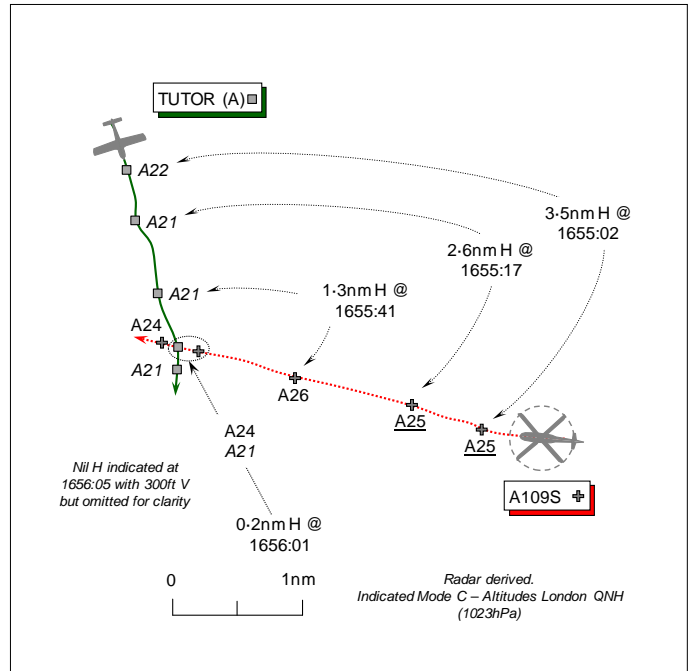 TUTOR (A)
A22
A21
3·5nm H @
1655:02
2·6nm H @
1655:17
1·3nm H @
1655:41
A21
A24
A21
A26
A25
A25
A24
A21
Nil H indicated at
1656:05 with 300ft V
but omitted for clarity
A109S
0·2nm H @
1656:01
0
1nm
Radar derived.
Indicated Mode C – Altitudes London QNH
(1023hPa)